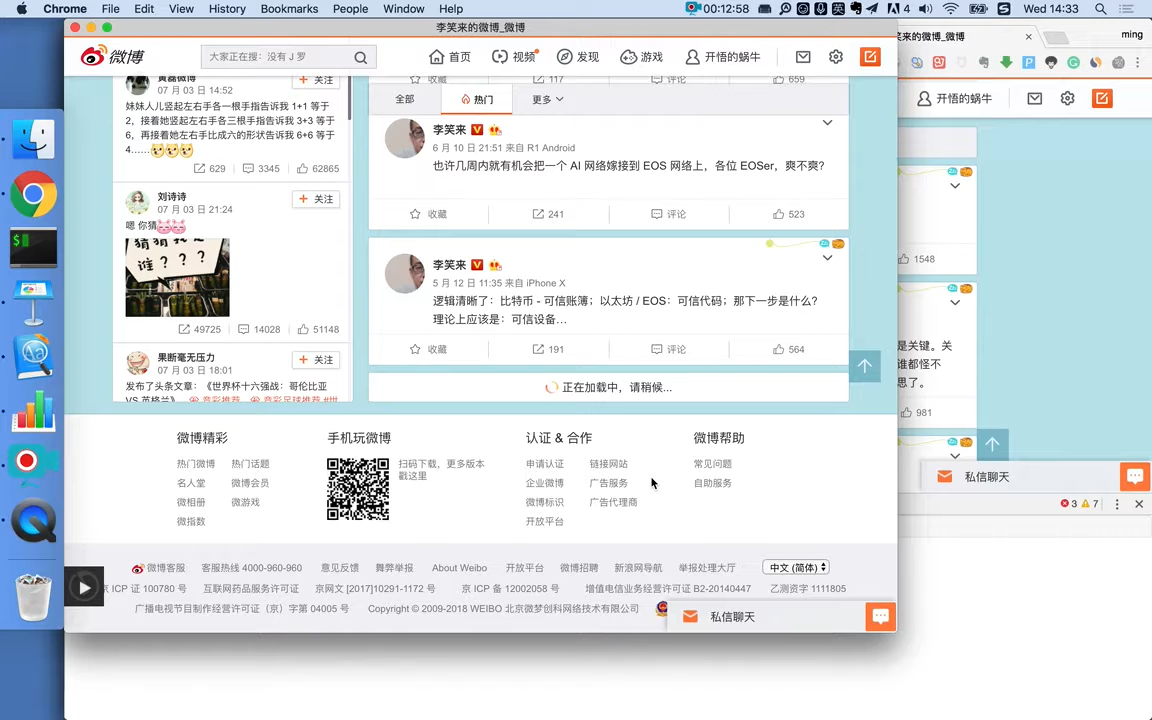 Chrome File Edit View History Bookmarks People Window Help
00:12:58
4
Wed 14:33
李笑来的微博_微博
微博
大家正在搜: 没有 J 罗
首页
视频
发现
游戏
开悟的蜗牛
黄磊微博
07 月 03 日 14:52
+ 关注
妹妹人儿竖起左右手各一根手指告诉我 1+1 等于
2，接着她竖起左右手各三根手指告诉我 3+3 等于
6，再接着她左右手比成六的形状告诉我 6+6 等于
4……
629
3345
62865
刘诗诗
07 月 03 日 21:24
+ 关注
嗯 你猜
猜猜我是
谁？？？
49725
14028
51148
果断毫无压力
07 月 03 日 18:01
+ 关注
发布了头条文章：《世界杯十六强战：哥伦比亚
VS 英格兰》
竞彩推荐
竞彩足球推荐
收藏
117
评论
659
全部
热门
更多
李笑来
6 月 10 日 21:51 来自 R1 Android
也许几周内就有机会把一个 AI 网络嫁接到 EOS 网络上，各位 EOSer，爽不爽？
收藏
241
评论
523
李笑来
5 月 12 日 11:35 来自 iPhone X
逻辑清晰了：比特币 - 可信账簿；以太坊 / EOS：可信代码；那下一步是什么？
理论上应该是：可信设备…
收藏
191
评论
564
正在加载中，请稍候...
微博精彩
热门微博
热门话题
名人堂
微博会员
微相册
微游戏
微指数
手机玩微博
扫码下载，更多版本
戳这里
认证 & 合作
申请认证
链接网站
企业微博
广告服务
微博标识
广告代理商
开放平台
微博帮助
常见问题
自助服务
微博客服
客服热线 4000-960-960
意见反馈
舞弊举报
About Weibo
开放平台
微博招聘
新浪网导航
举报处理大厅
中文 (简体)
ICP 证 100780 号
互联网药品服务许可证
京网文 [2017]10291-1172 号
京 ICP 备 12002058 号
增值电信业务经营许可证 B2-20140447
乙测资字 1111805
广播电视节目制作经营许可证（京）字第 04005 号
Copyright © 2009-2018 WEIBO 北京微梦创科网络技术有限公司
私信聊天
笑来的微博_微博
ming
开悟的蜗牛
1548
是关键。关
谁都怪不
思了。
981
私信聊天
3
7